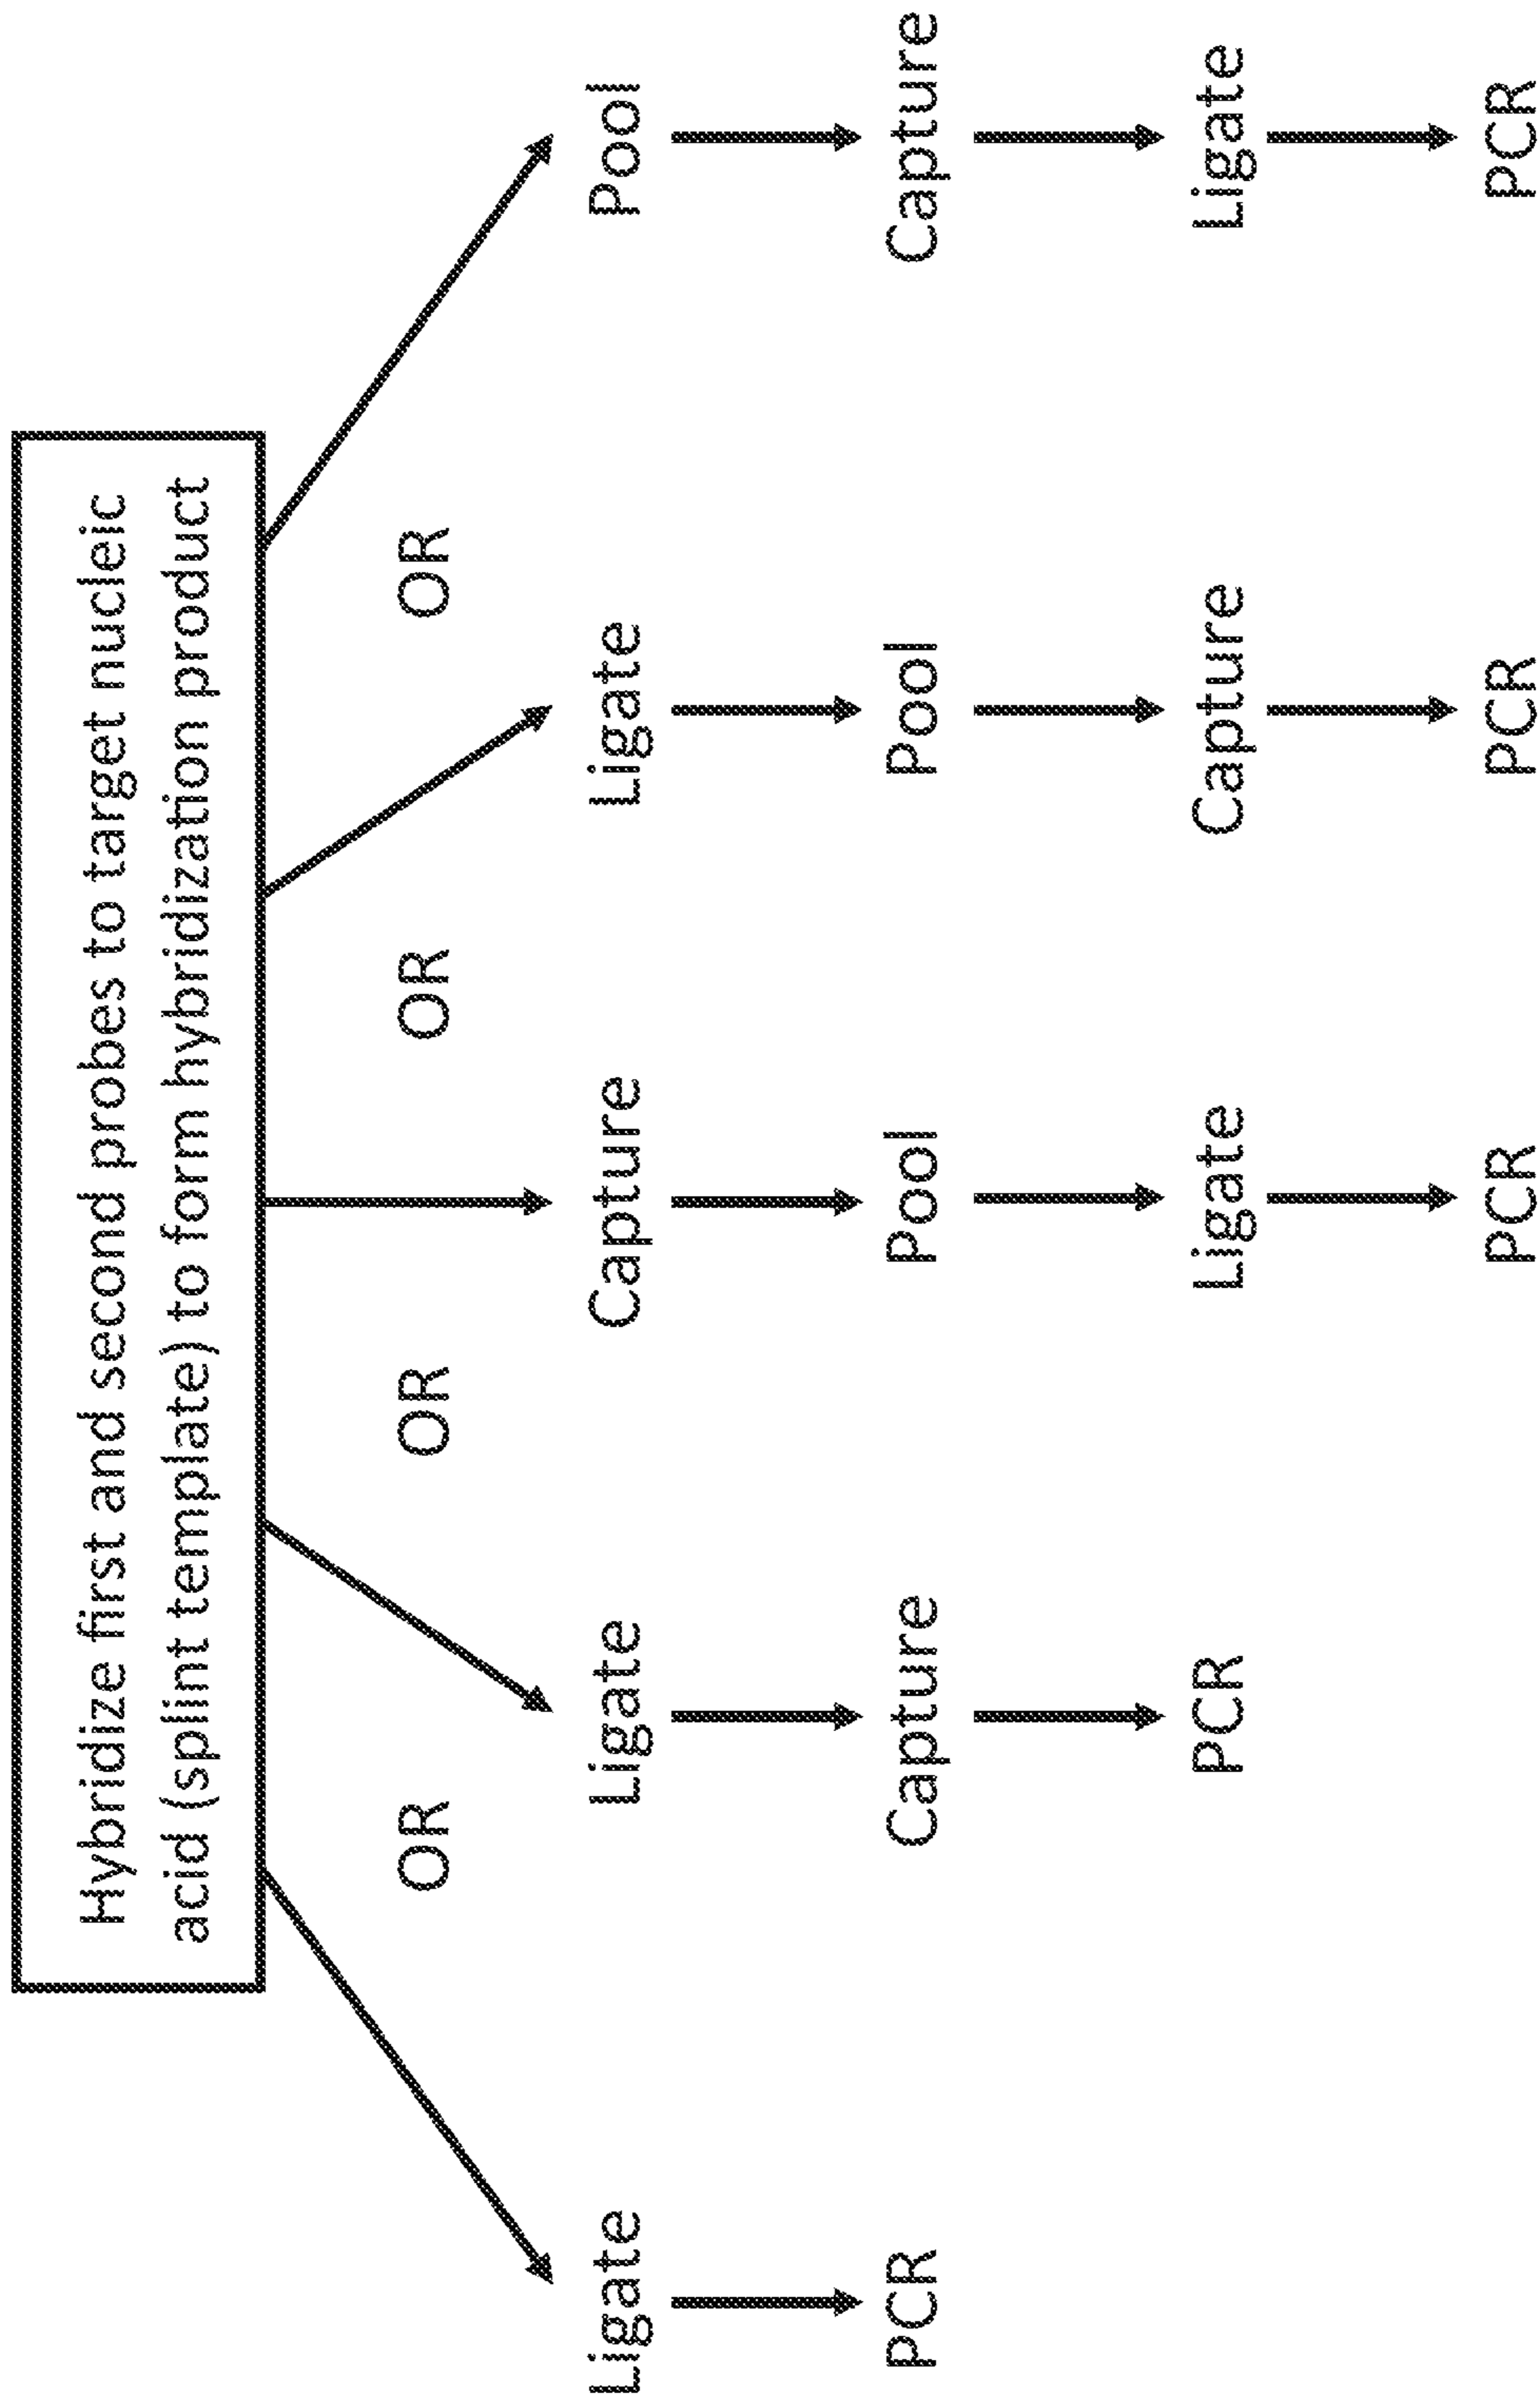 Hybridize first and second probes to target nucleic
acid (splint template) to form hybridization product
OR
OR
OR
OR
Ligate
PCR
Ligate
Capture
PCR
Capture
Pool
Ligate
PCR
Ligate
Pool
Capture
PCR
Pool
Capture
Ligate
PCR